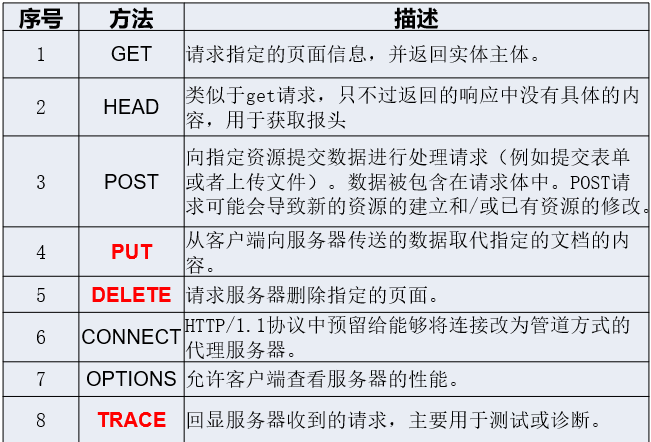 序号 方法 描述
1 GET 请求指定的页面信息，并返回实体主体。
2 HEAD 类似于get请求，只不过返回的响应中没有具体的内
容，用于获取报头
3 POST 向指定资源提交数据进行处理请求（例如提交表单
或者上传文件）。数据被包含在请求体中。POST请
求可能会导致新的资源的建立和/或已有资源的修改。
4 PUT 从客户端向服务器传送的数据取代指定的文档的内
容。
5 DELETE 请求服务器删除指定的页面。
6 CONNECT HTTP/1.1协议中预留给能够将连接改为管道方式的
代理服务器。
7 OPTIONS 允许客户端查看服务器的性能。
8 TRACE 回显服务器收到的请求，主要用于测试或诊断。